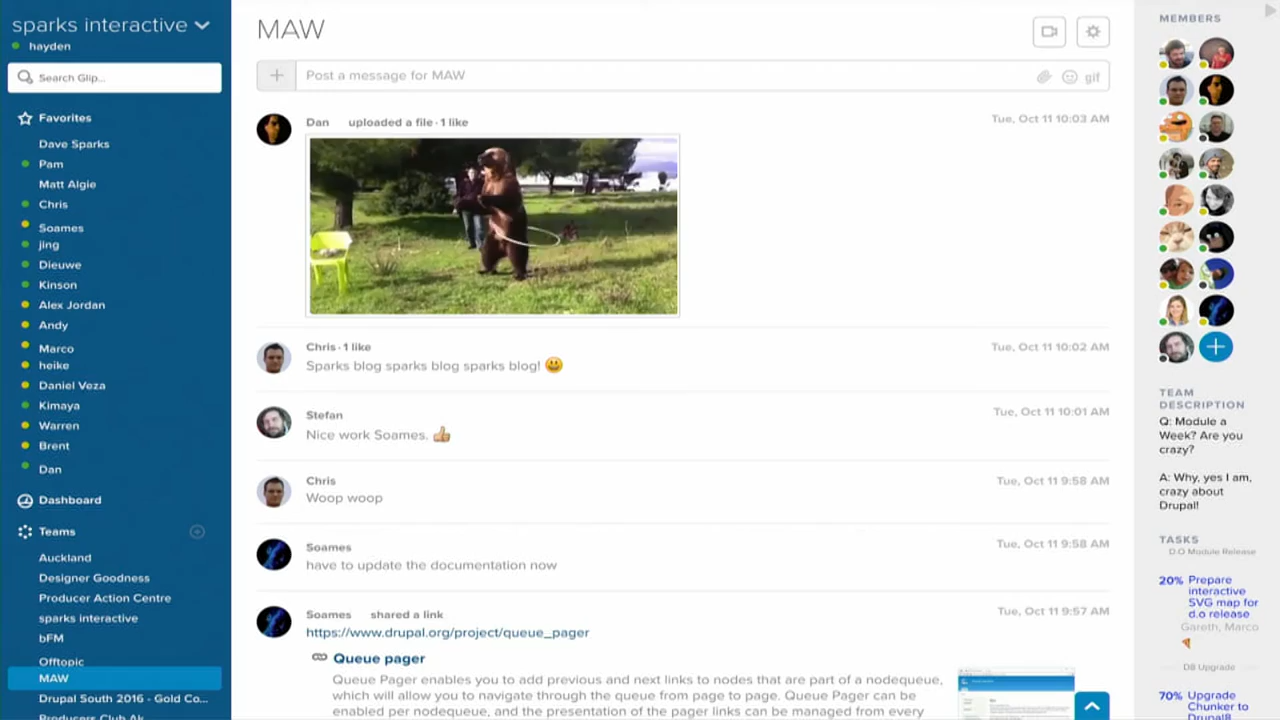 sparks interactive
hayden
Search Glip...
Favorites
Dave Sparks
Pam
Matt Algie
Chris
Soames
jing
Dieuwe
Kinson
Alex Jordan
Andy
Marco
heike
Daniel Veza
Kimaya
Warren
Brent
Dan
Dashboard
Teams
Auckland
Designer Goodness
Producer Action Centre
sparks interactive
bFM
Offtopic
MAW
Drupal South 2016 - Gold Co...
Producers Club Ak
MAW
Post a message for MAW
gif
Dan uploaded a file · 1 like
Tue, Oct 11 10:03 AM
Chris · 1 like
Tue, Oct 11 10:02 AM
Sparks blog sparks blog sparks blog! 😃
Stefan
Tue, Oct 11 10:01 AM
Nice work Soames. 👍
Chris
Tue, Oct 11 9:58 AM
Woop woop
Soames
Tue, Oct 11 9:58 AM
have to update the documentation now
Soames shared a link
Tue, Oct 11 9:57 AM
https://www.drupal.org/project/queue_pager
Queue pager
Queue Pager enables you to add previous and next links to nodes that are part of a nodequeue,
which will allow you to navigate through the queue from page to page. Queue Pager can be
enabled per nodequeue, and the presentation of the pager links can be managed from every
MEMBERS
TEAM
DESCRIPTION
Q: Module a
Week? Are you
crazy?
A: Why, yes I am,
crazy about
Drupal!
TASKS
D.O Module Release
20% Prepare
interactive
SVG map for
d.o release
Gareth, Marco
D8 Upgrade
70% Upgrade
Chunker to
Drupal8